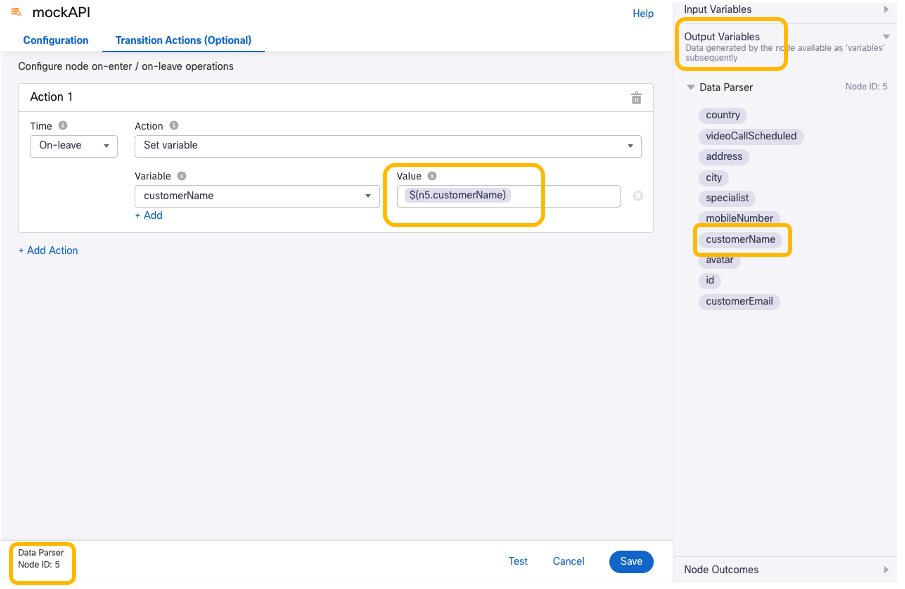 mockAPI
Help
Configuration
Transition Actions (Optional)
Configure node on-enter / on-leave operations
Action 1
Time
Action
On-leave
Set variable
Variable
Value
customerName
$(n5.customerName)
+ Add
+ Add Action
Data Parser
Node ID: 5
Test
Cancel
Save
Input Variables
Output Variables
Data generated by the node available as 'variables'
subsequently
Data Parser
Node ID: 5
country
videoCallScheduled
address
city
specialist
mobileNumber
customerName
avatar
id
customerEmail
Node Outcomes